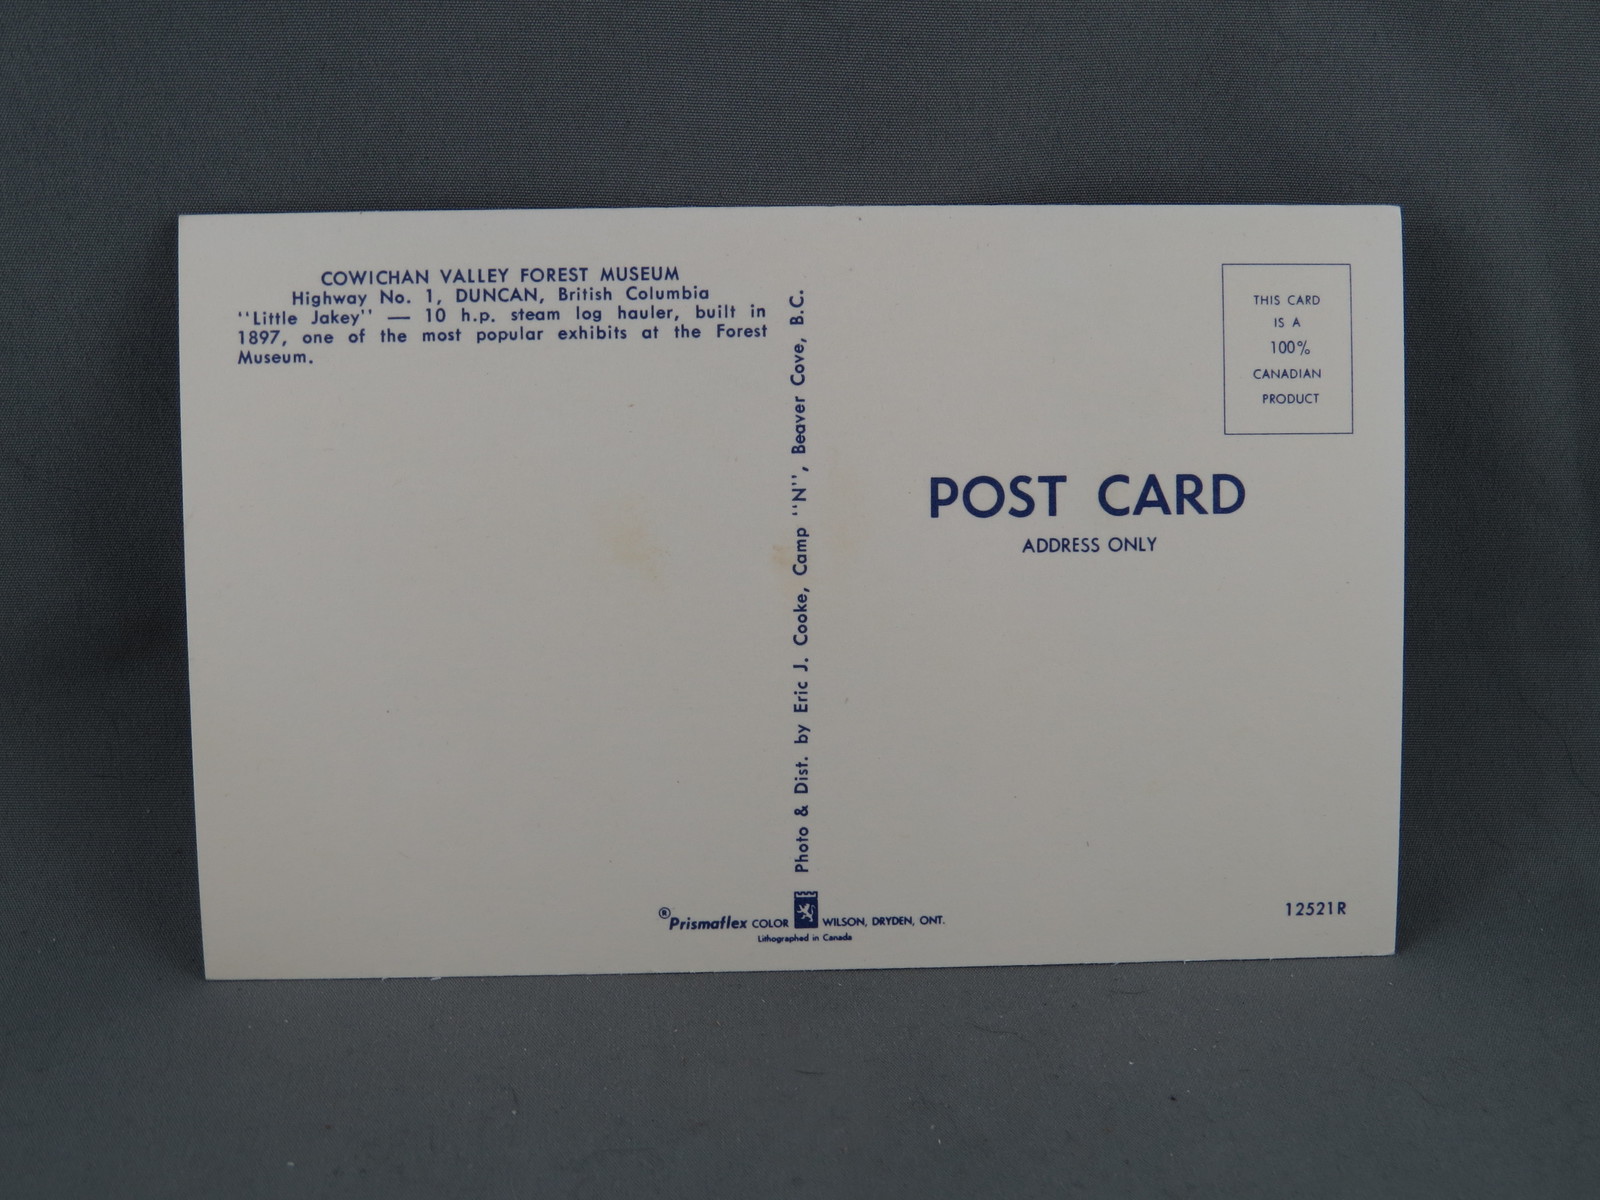 COWICHAN VALLEY FOREST MUSEUM
Highway No. 1, DUNCAN, British Columbia
''Little Jakey'' — 10 h.p. steam log hauler, built in
1897, one of the most popular exhibits at the Forest
Museum.
Photo & Dist. by Eric J. Cooke, Camp ''N'', Beaver Cove, B.C.
THIS CARD
IS A
100%
CANADIAN
PRODUCT
POST CARD
ADDRESS ONLY
®Prismaflex COLOR WILSON, DRYDEN, ONT.
Lithographed in Canada
12521R